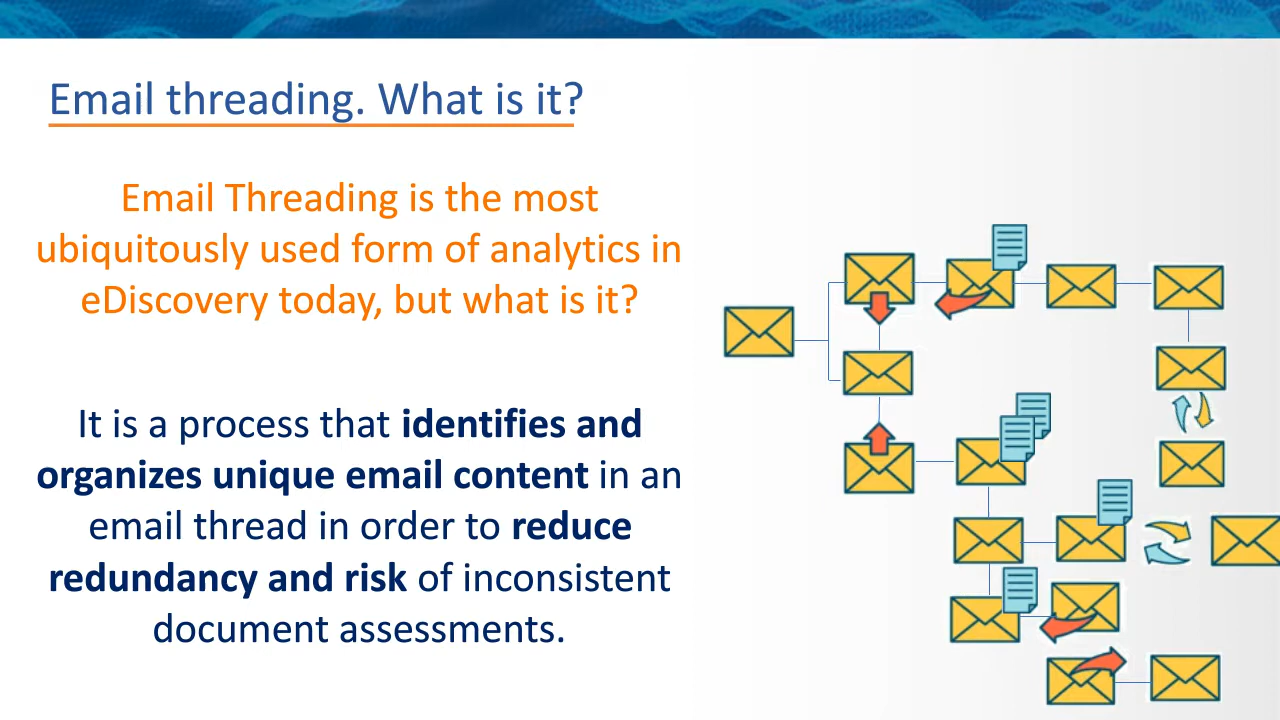 Email threading. What is it?
Email Threading is the most
ubiquitously used form of analytics in
eDiscovery today, but what is it?
It is a process that identifies and
organizes unique email content in an
email thread in order to reduce
redundancy and risk of inconsistent
document assessments.